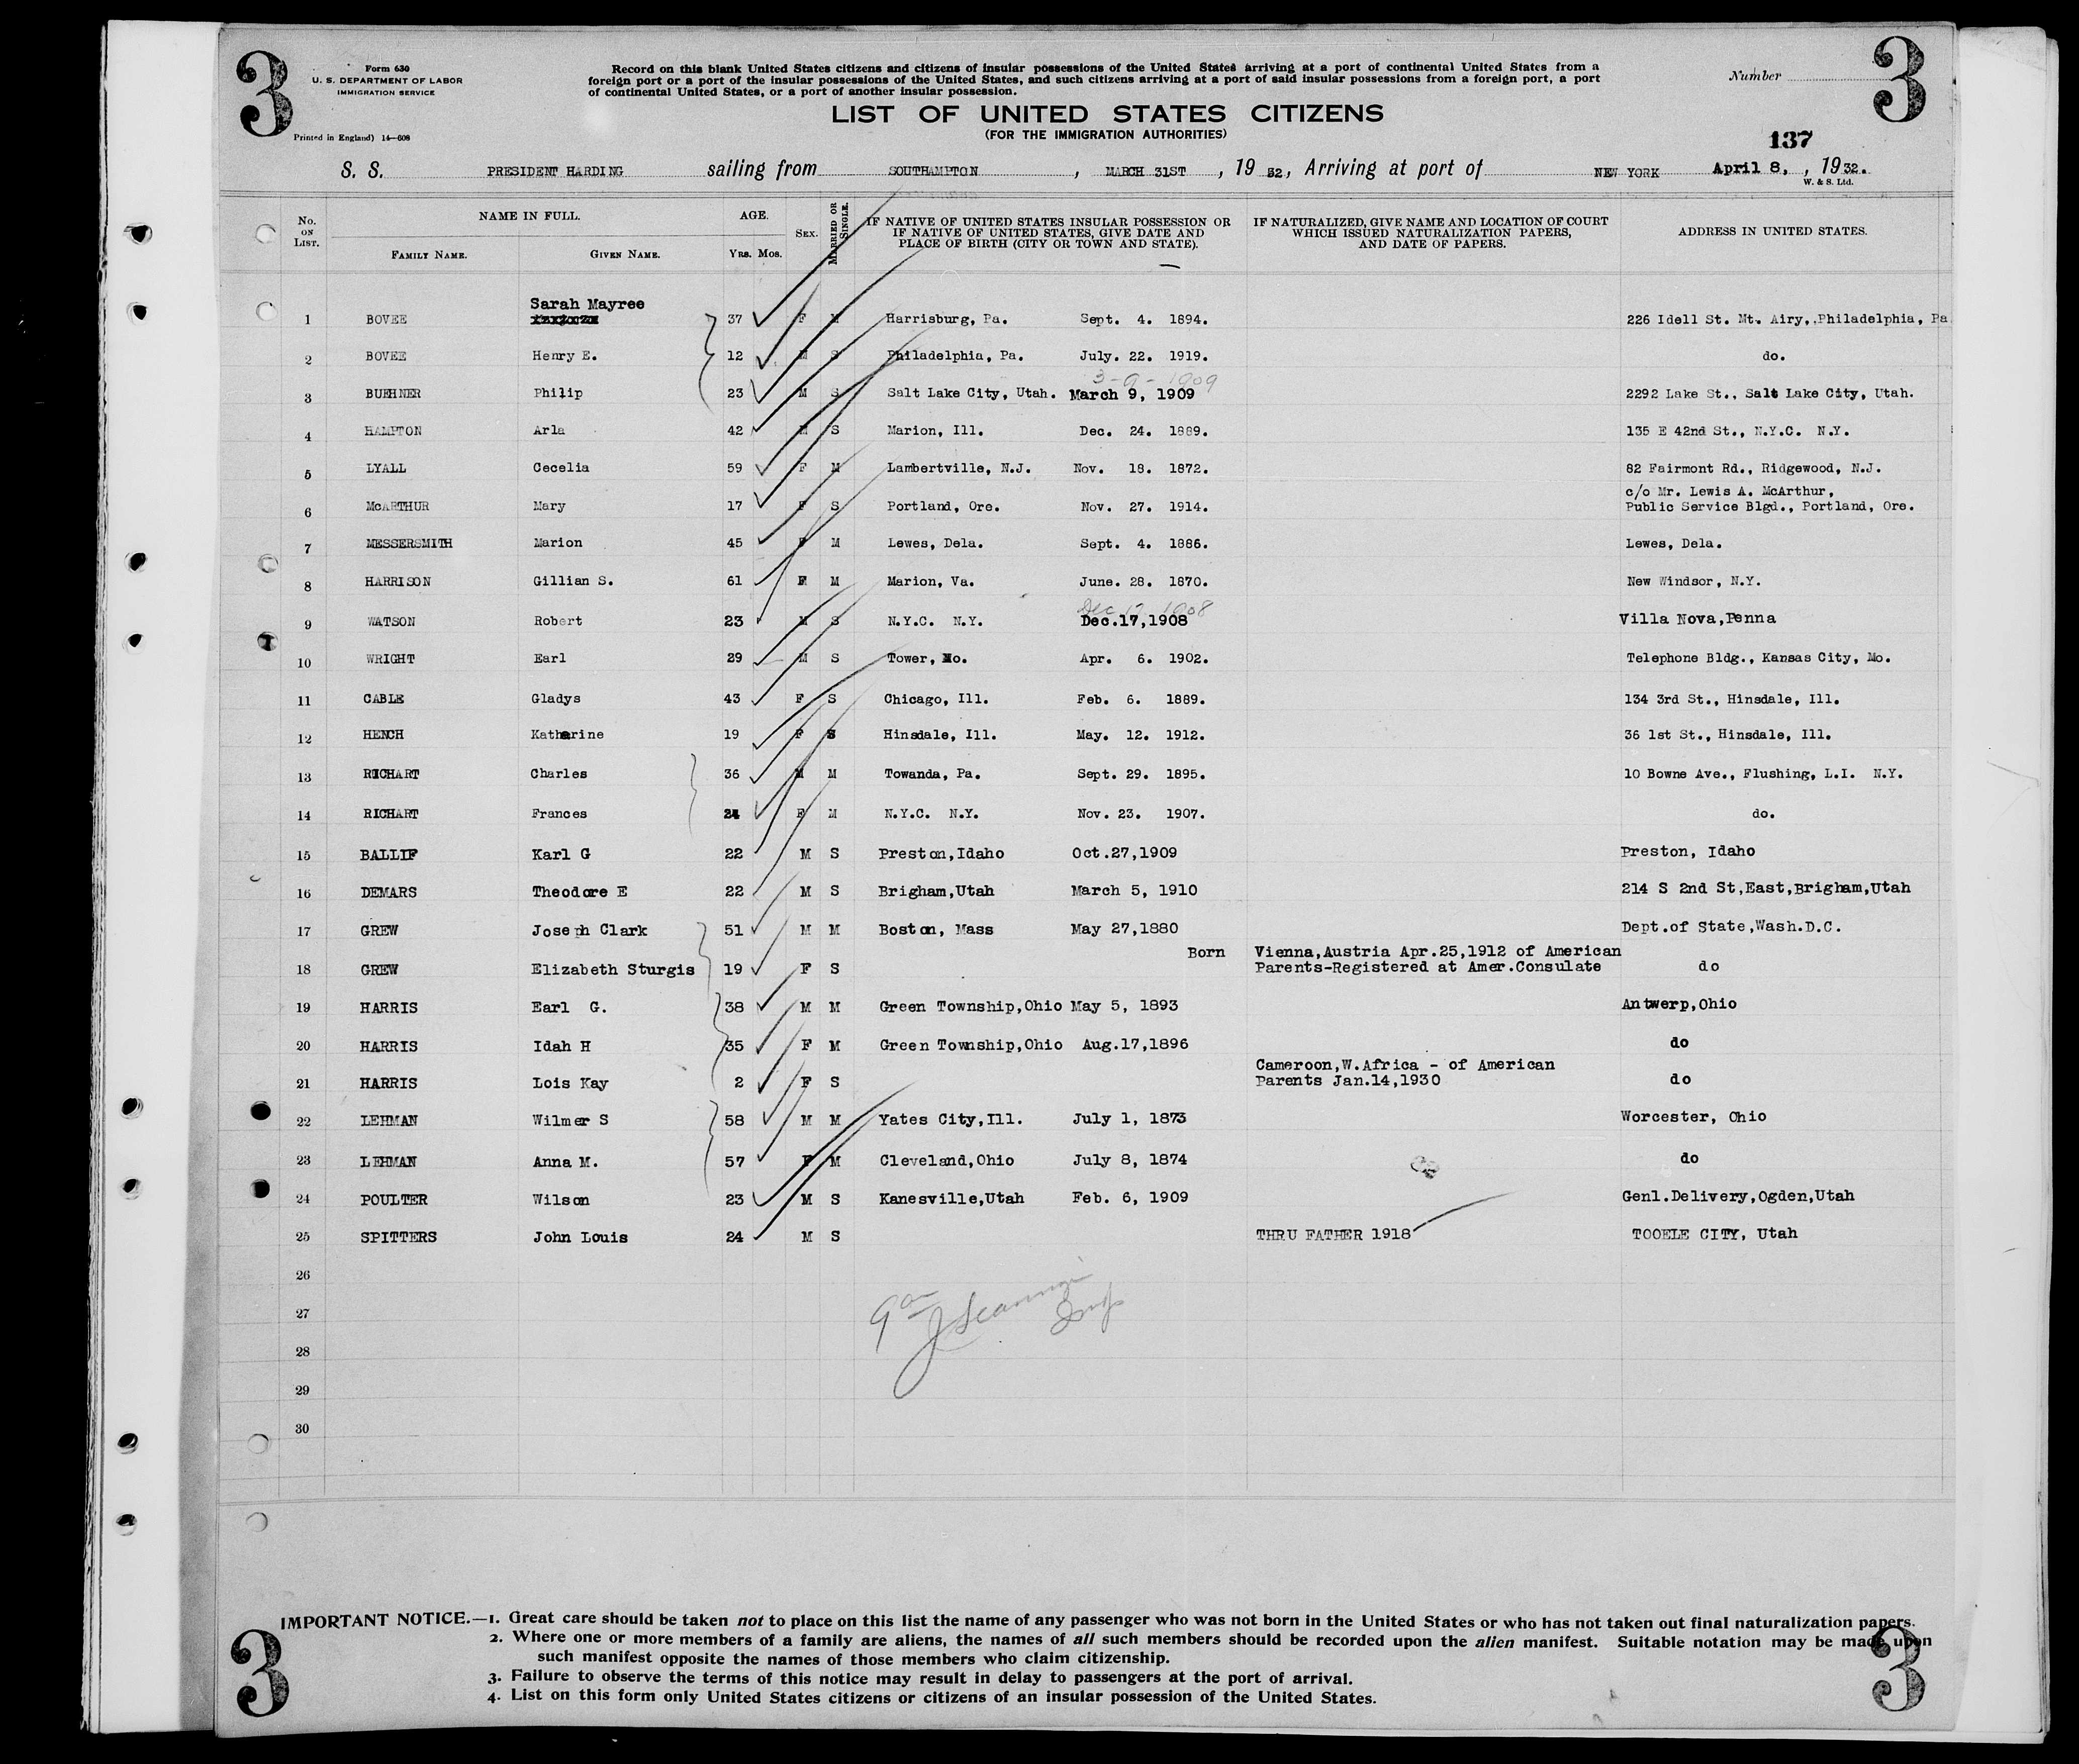 3
Form 630
U. S. DEPARTMENT OF LABOR
IMMIGRATION SERVICE
Printed in England) 14—608
Record on this blank United States citizens and citizens of insular possessions of the United States arriving at a port of continental United States from a
foreign port or a port of the insular possessions of the United States, and such citizens arriving at a port of said insular possessions from a foreign port, a port
of continental United States, or a port of another insular possession.
LIST OF UNITED STATES CITIZENS
(FOR THE IMMIGRATION AUTHORITIES)
Number
3
137
S. S. PRESIDENT HARDING sailing from SOUTHAMPTON, MARCH 31ST, 19 32, Arriving at port of NEW YORK April 8, , 19 32.
W. & S. Ltd.
No. ON LIST. NAME IN FULL. FAMILY NAME. GIVEN NAME. AGE. YRS. MOS. SEX. MARRIED OR SINGLE. IF NATIVE OF UNITED STATES INSULAR POSSESSION OR IF NATIVE OF UNITED STATES, GIVE DATE AND PLACE OF BIRTH (CITY OR TOWN AND STATE). IF NATURALIZED, GIVE NAME AND LOCATION OF COURT WHICH ISSUED NATURALIZATION PAPERS, AND DATE OF PAPERS. ADDRESS IN UNITED STATES.
Sarah Mayree
1 BOVEE 37 F M Harrisburg, Pa. Sept. 4. 1894. 226 Idell St. Mt. Airy, Philadelphia, Pa
2 BOVEE Henry E. 12 M S Philadelphia, Pa. July. 22. 1919. do.
3-9-1909
3 BUEHNER Philip 23 M S Salt Lake City, Utah. March 9, 1909 2292 Lake St., Salt Lake City, Utah.
4 HAMPTON Arla 42 M S Marion, Ill. Dec. 24. 1889. 135 E 42nd St., N.Y.C. N.Y.
5 LYALL Cecelia 59 F M Lambertville, N.J. Nov. 18. 1872. 82 Fairmont Rd., Ridgewood, N.J.
c/o Mr. Lewis A. McArthur,
6 McARTHUR Mary 17 F S Portland, Ore. Nov. 27. 1914. Public Service Blgd., Portland, Ore.
7 MESSERSMITH Marion 45 F M Lewes, Dela. Sept. 4. 1886. Lewes, Dela.
8 HARRISON Gillian S. 61 F M Marion, Va. June. 28. 1870. New Windsor, N.Y.
Dec 17 1908
9 WATSON Robert 23 M S N.Y.C. N.Y. Dec.17,1908 Villa Nova,Penna
10 WRIGHT Earl 29 M S Tower, Mo. Apr. 6. 1902. Telephone Bldg., Kansas City, Mo.
11 CABLE Gladys 43 F S Chicago, Ill. Feb. 6. 1889. 134 3rd St., Hinsdale, Ill.
12 HENCH Katharine 19 F S Hinsdale, Ill. May. 12. 1912. 36 1st St., Hinsdale, Ill.
13 RICHART Charles 36 M M Towanda, Pa. Sept. 29. 1895. 10 Bowne Ave., Flushing, L.I. N.Y.
14 RICHART Frances 24 F M N.Y.C. N.Y. Nov. 23. 1907. do.
15 BALLIF Karl G 22 M S Preston,Idaho Oct.27,1909 Preston, Idaho
16 DEMARS Theodore E 22 M S Brigham,Utah March 5, 1910 214 S 2nd St,East,Brigham,Utah
17 GREW Joseph Clark 51 M M Boston, Mass May 27,1880 Dept.of State,Wash.D.C.
Born Vienna,Austria Apr.25,1912 of American
18 GREW Elizabeth Sturgis 19 F S Parents-Registered at Amer.Consulate do
19 HARRIS Earl G. 38 M M Green Township,Ohio May 5, 1893 Antwerp,Ohio
20 HARRIS Idah H 35 F M Green Township,Ohio Aug.17,1896 do
Cameroon,W.Africa - of American
21 HARRIS Lois Kay 2 F S Parents Jan.14,1930 do
22 LEHMAN Wilmer S 58 M M Yates City,Ill. July 1, 1873 Worcester, Ohio
23 LEHMAN Anna M. 57 F M Cleveland,Ohio July 8, 1874 do
24 POULTER Wilson 23 M S Kanesville,Utah Feb. 6, 1909 Genl.Delivery,Ogden,Utah
25 SPITTERS John Louis 24 M S THRU FATHER 1918 TOOELE CITY, Utah
26
27
28
29
30
IMPORTANT NOTICE.—1. Great care should be taken not to place on this list the name of any passenger who was not born in the United States or who has not taken out final naturalization papers.
2. Where one or more members of a family are aliens, the names of all such members should be recorded upon the alien manifest. Suitable notation may be made upon
such manifest opposite the names of those members who claim citizenship.
3. Failure to observe the terms of this notice may result in delay to passengers at the port of arrival.
4. List on this form only United States citizens or citizens of an insular possession of the United States.
3
3